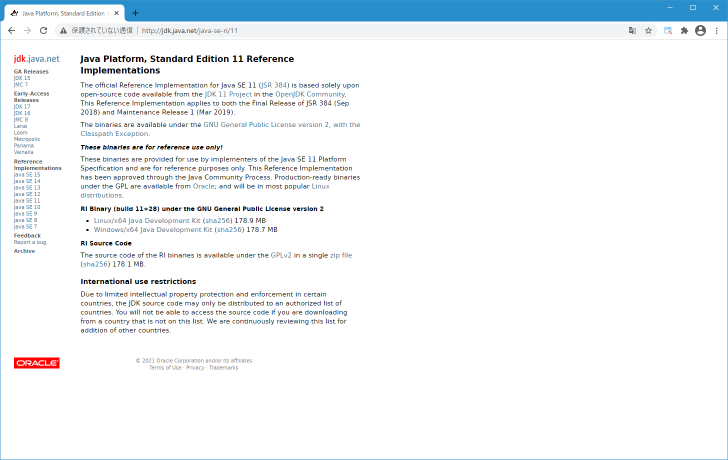 Java Platform, Standard Edition 1
保護されていない通信 | http://jdk.java.net/java-se-ri/11
jdk.java.net
GA Releases
JDK 15
JMC 7
Early-Access
Releases
JDK 17
JDK 16
JMC 8
Lanai
Loom
Metropolis
Panama
Valhalla
Reference
Implementations
Java SE 15
Java SE 14
Java SE 13
Java SE 12
Java SE 11
Java SE 10
Java SE 9
Java SE 8
Java SE 7
Feedback
Report a bug
Archive
Java Platform, Standard Edition 11 Reference
Implementations
The official Reference Implementation for Java SE 11 (JSR 384) is based solely upon
open-source code available from the JDK 11 Project in the OpenJDK Community.
This Reference Implementation applies to both the Final Release of JSR 384 (Sep
2018) and Maintenance Release 1 (Mar 2019).
The binaries are available under the GNU General Public License version 2, with the
Classpath Exception.
These binaries are for reference use only!
These binaries are provided for use by implementers of the Java SE 11 Platform
Specification and are for reference purposes only. This Reference Implementation
has been approved through the Java Community Process. Production-ready binaries
under the GPL are available from Oracle; and will be in most popular Linux
distributions.
RI Binary (build 11+28) under the GNU General Public License version 2
• Linux/x64 Java Development Kit (sha256) 178.9 MB
• Windows/x64 Java Development Kit (sha256) 178.7 MB
RI Source Code
The source code of the RI binaries is available under the GPLv2 in a single zip file
(sha256) 178.1 MB.
International use restrictions
Due to limited intellectual property protection and enforcement in certain
countries, the JDK source code may only be distributed to an authorized list of
countries. You will not be able to access the source code if you are downloading
from a country that is not on this list. We are continuously reviewing this list for
addition of other countries.
ORACLE
© 2021 Oracle Corporation and/or its affiliates
Terms of Use · Privacy · Trademarks